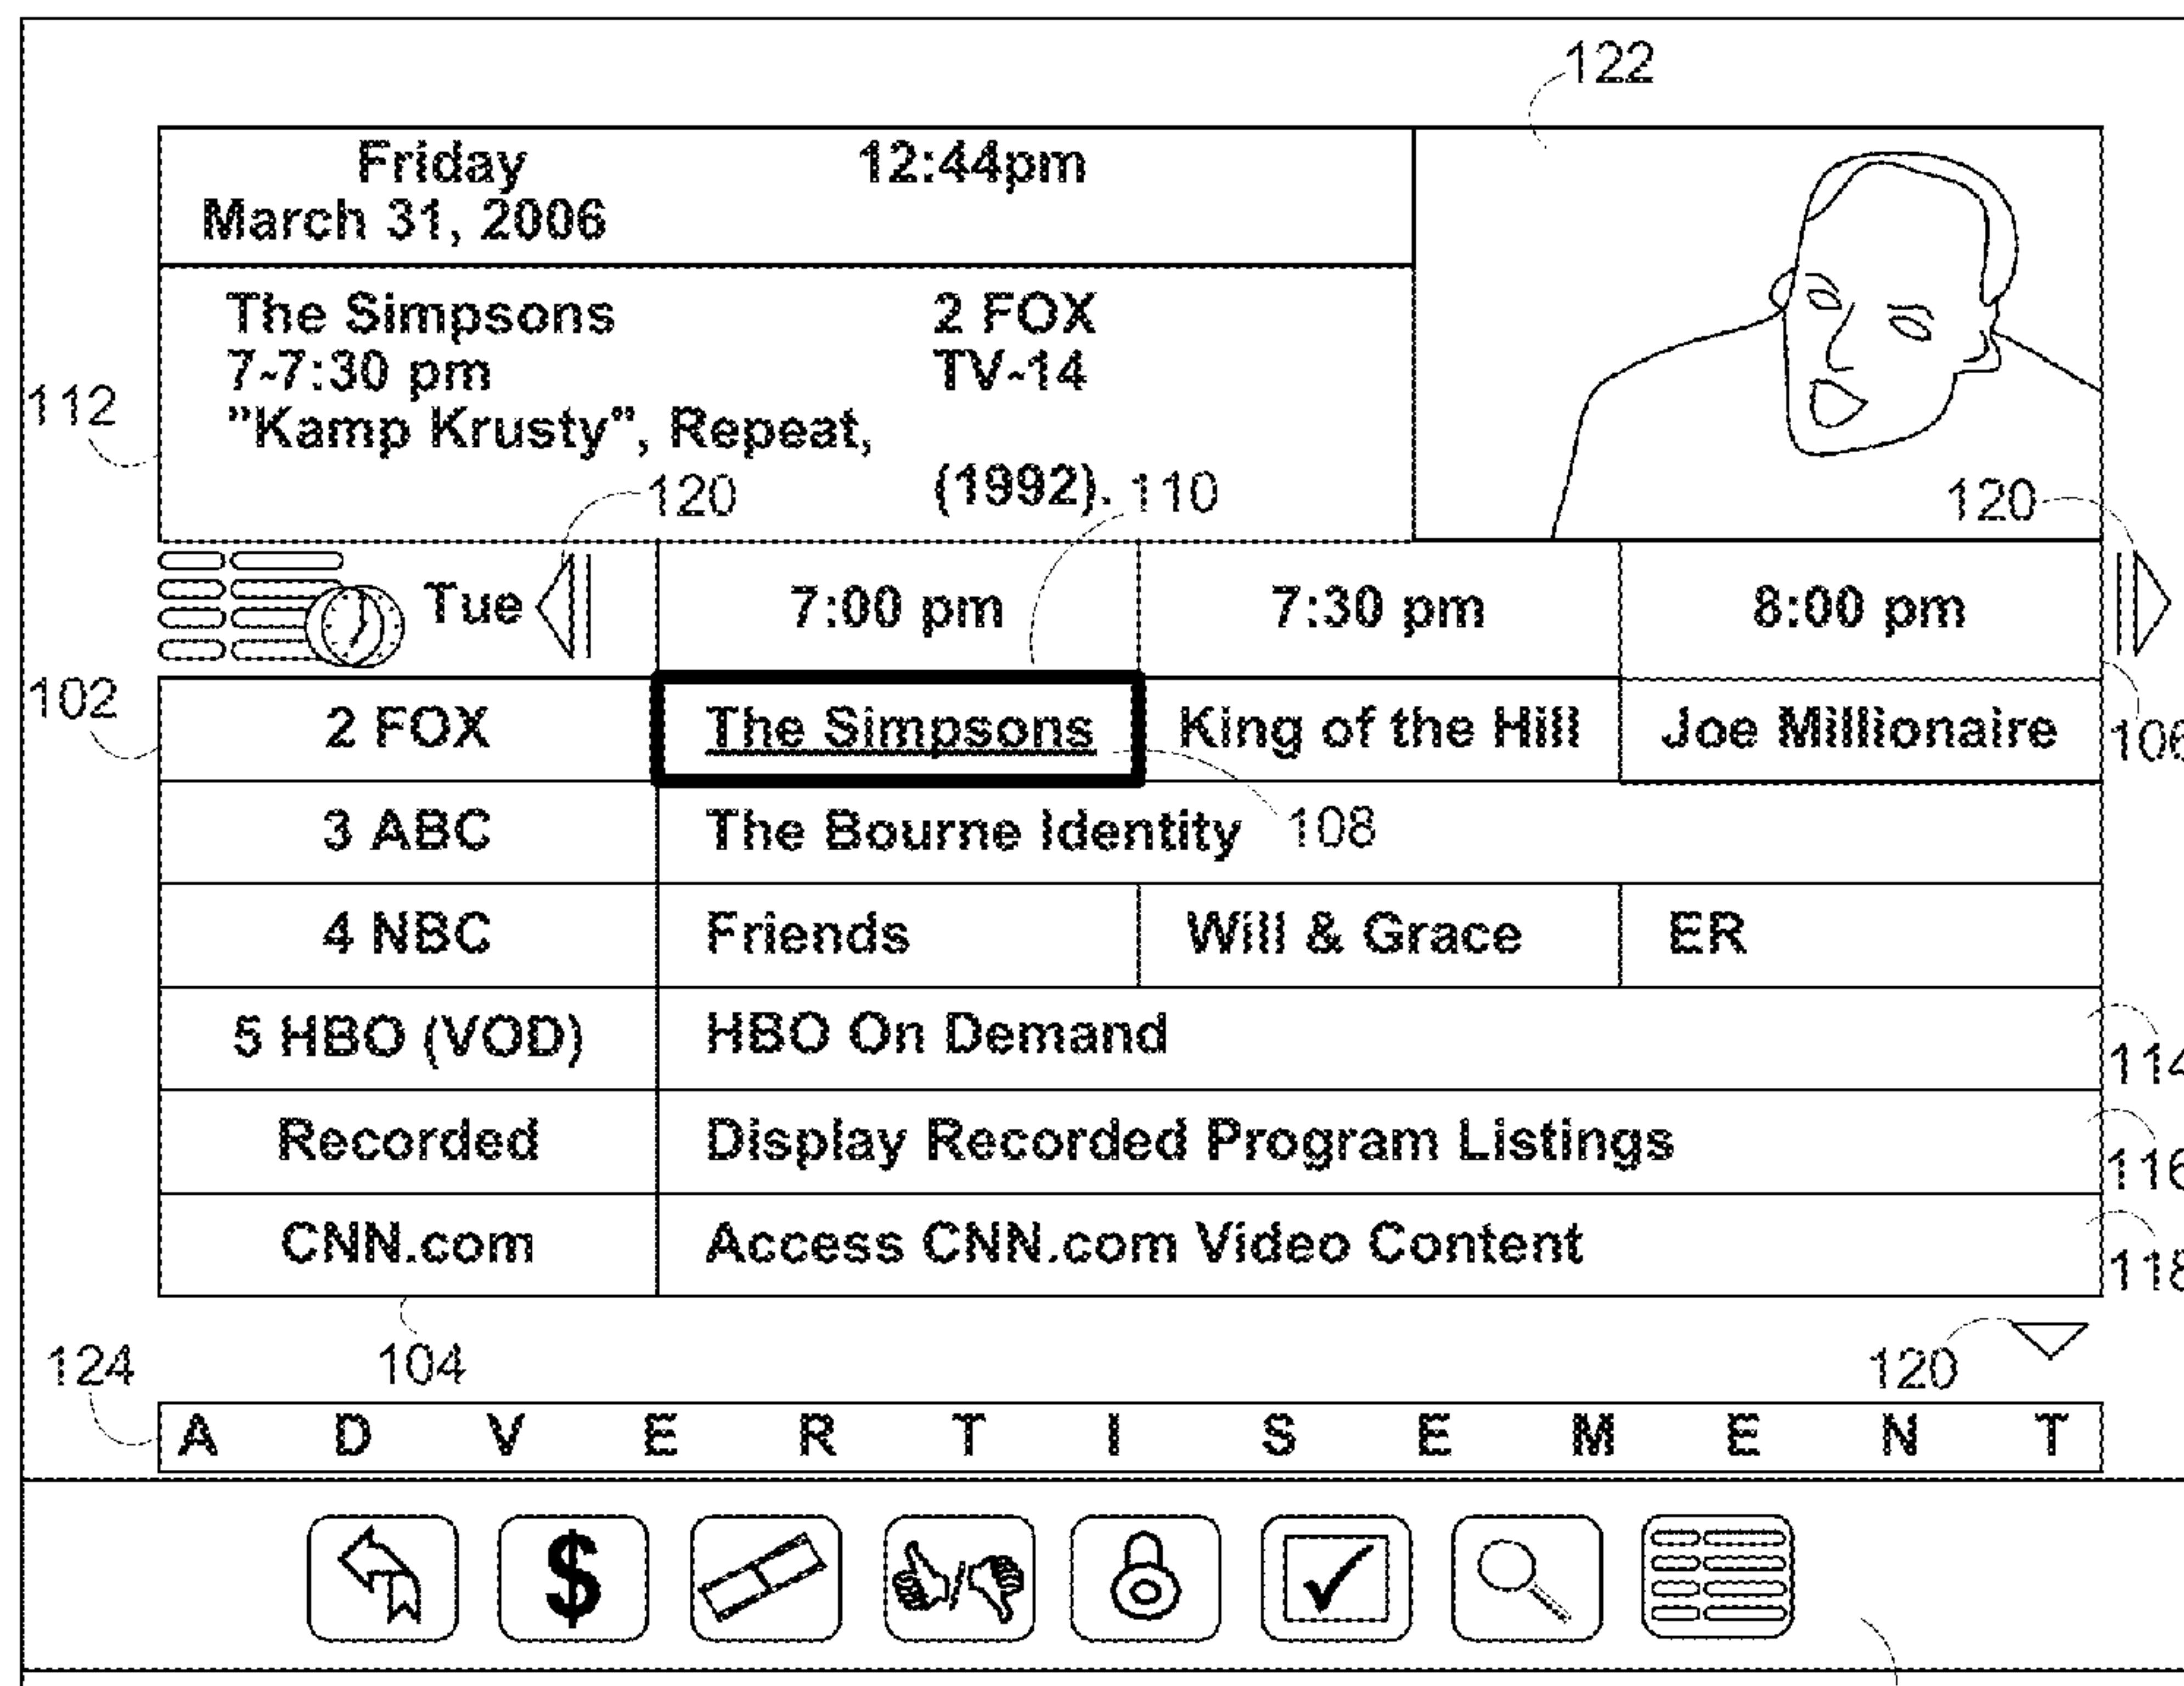 122
Friday 12:44pm
March 31, 2006
The Simpsons 2 FOX
7-7:30 pm TV-14
112
"Kamp Krusty", Repeat,
(1992).
120 110 120
Tue 7:00 pm 7:30 pm 8:00 pm
102
2 FOX The Simpsons King of the Hill Joe Millionaire
106
3 ABC The Bourne Identity 108
4 NBC Friends Will & Grace ER
5 HBO (VOD) HBO On Demand
114
Recorded Display Recorded Program Listings
116
CNN.com Access CNN.com Video Content
118
124 104 120
A D V E R T I S E M E N T
$